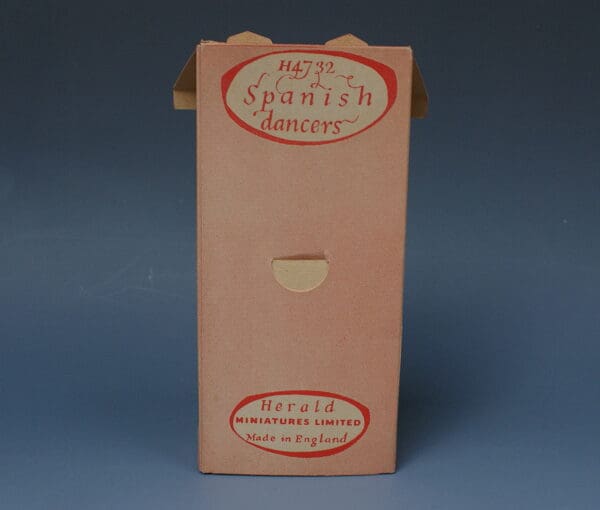 H4732
Spanish
dancers
Herald
MINIATURES LIMITED
Made in England